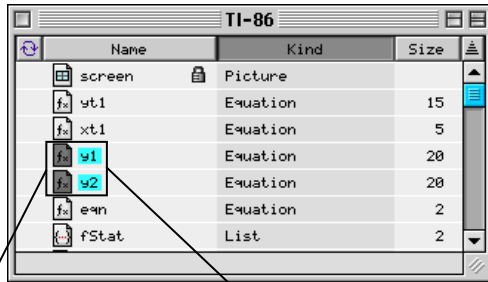 TI-86
Name Kind Size
screen Picture
yt1 Equation 15
xt1 Equation 5
y1 Equation 20
y2 Equation 20
eqn Equation 2
fStat List 2